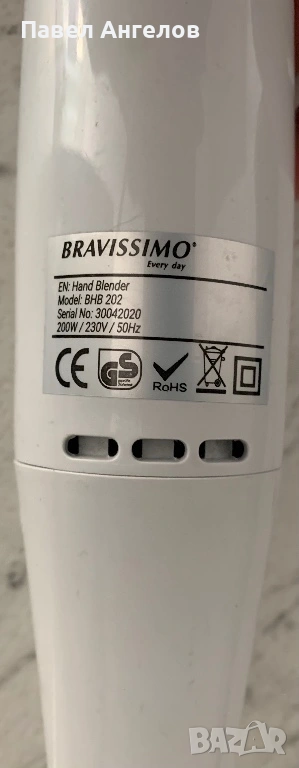 Павел Ангелов
BRAVISSIMO®
Every day
EN: Hand Blender
Model: BHB 202
Serial No: 30042020
200W / 230V / 50Hz
CE GS RoHS
BAZAR